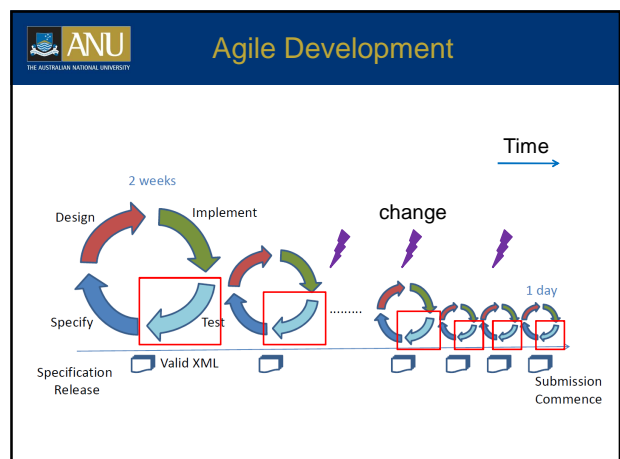 ANU
THE AUSTRALIAN NATIONAL UNIVERSITY
Agile Development
Time
2 weeks
Design
Implement
change
1 day
Specify
Test
.........
Valid XML
Specification
Release
Submission
Commence